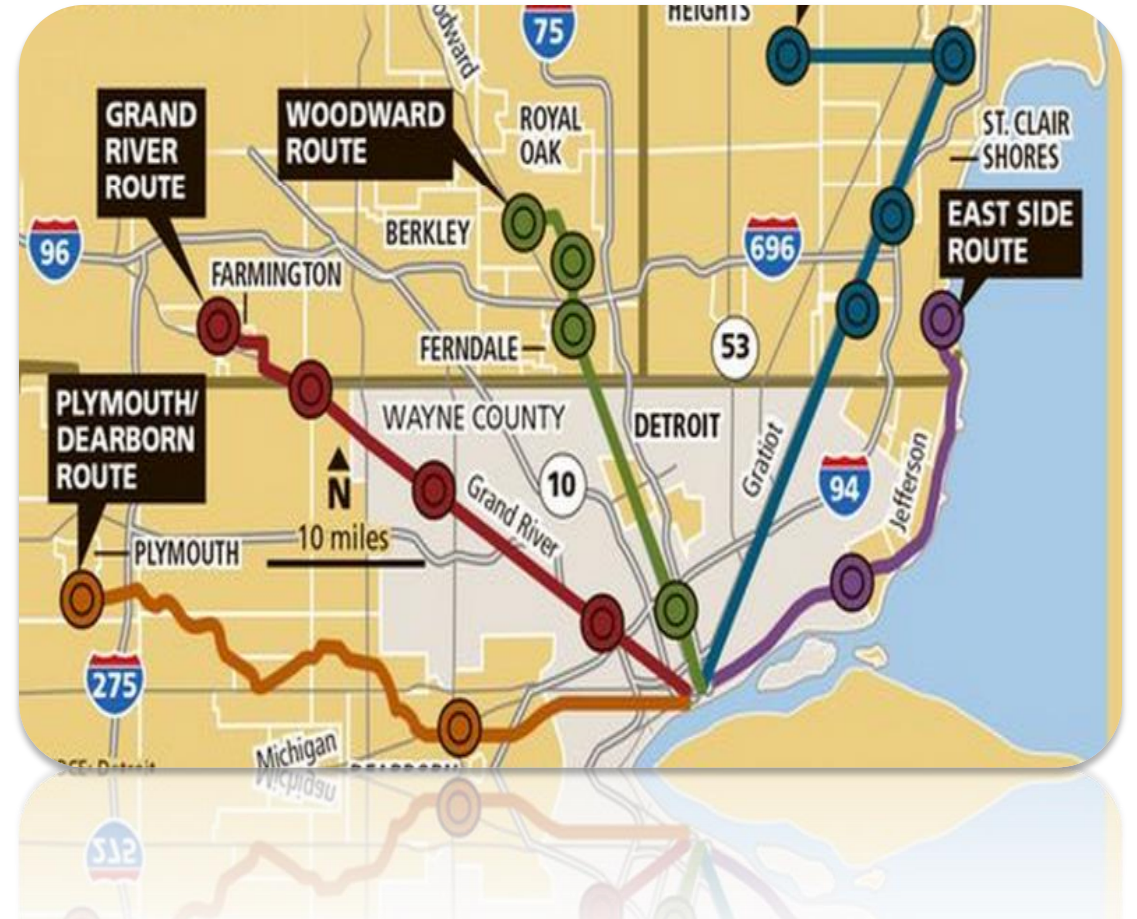 HEIGHTS
Woodward
75
GRAND
RIVER
ROUTE
WOODWARD
ROUTE
ROYAL
OAK
ST. CLAIR
SHORES
BERKLEY
EAST SIDE
ROUTE
96
696
FARMINGTON
FERNDALE
53
PLYMOUTH/
DEARBORN
ROUTE
WAYNE COUNTY
DETROIT
N
10
Grand River
Gratiot
94
Jefferson
10 miles
PLYMOUTH
275
Michigan
DEARBORN
Detroit